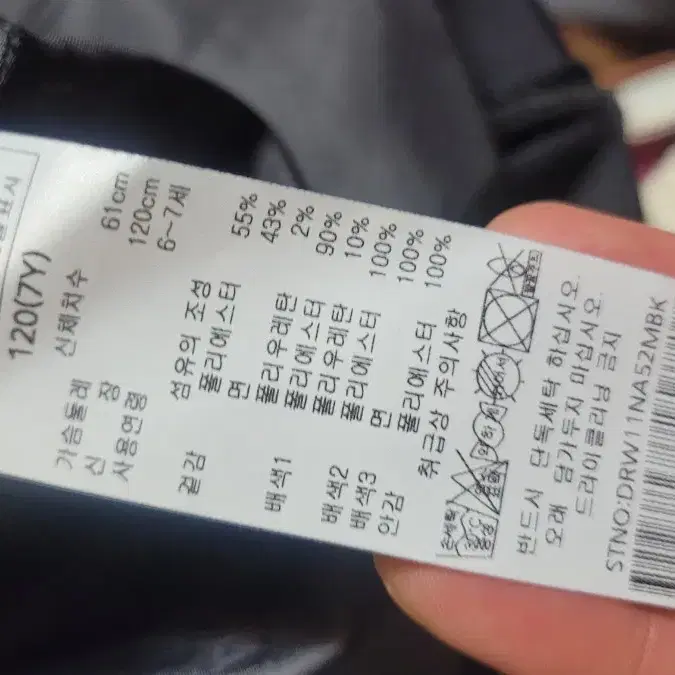 120(7Y)
신체치수
가슴둘레 61cm
신 장 120cm
사용연령 6~7세
섬유의 조성
겉감 폴리에스터 55%
면 43%
폴리우레탄 2%
배색1 폴리에스터 90%
폴리우레탄 10%
배색2 폴리에스터 100%
배색3 면 100%
안감 폴리에스터 100%
취급상 주의사항
손세탁 약하게
반드시 단독세탁 하십시오.
오래 담가두지 마십시오.
드라이클리닝 금지
STNO:DRW11NA52MBK